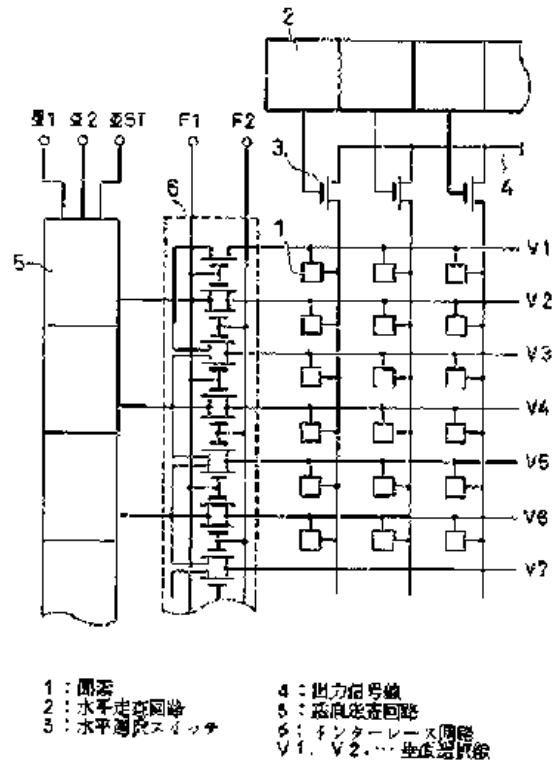 2
Φ1 Φ2 ΦST F1 F2
3
6
4
1
5
V1
V2
V3
V4
V5
V6
V7
1：画素
2：水平走査回路
3：水平選択スイッチ
4：出力信号線
5：垂直走査回路
6：インターレース回路
V1，V2，…垂直選択線